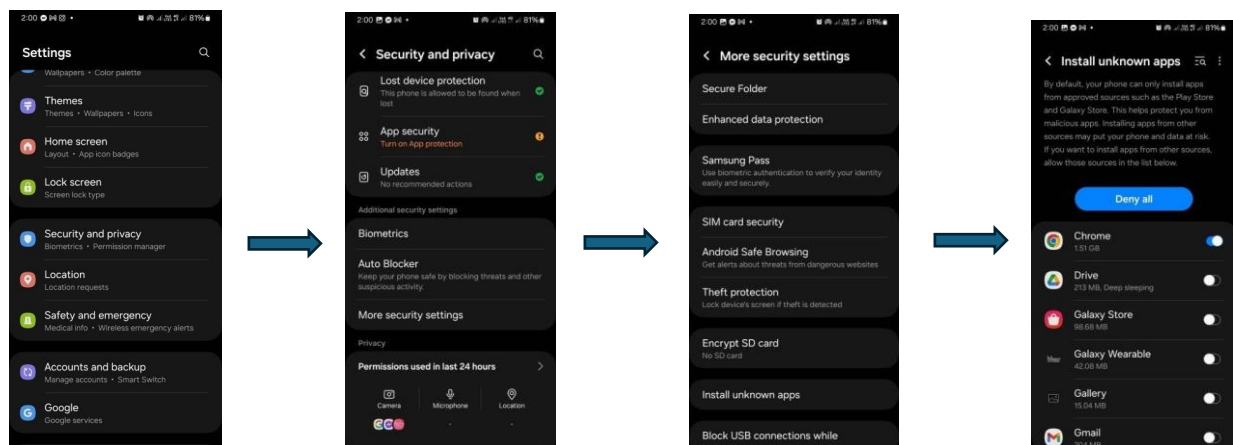 2:00
81%
Settings
Wallpapers • Color palette
Themes
Themes • Wallpapers • Icons
Home screen
Layout • App icon badges
Lock screen
Screen lock type
Security and privacy
Biometrics • Permission manager
Location
Location requests
Safety and emergency
Medical info • Wireless emergency alerts
Accounts and backup
Manage accounts • Smart Switch
Google
Google services
2:00
81%
Security and privacy
Lost device protection
This phone is allowed to be found when
lost
App security
Turn on App protection
Updates
No recommended actions
Additional security settings
Biometrics
Auto Blocker
Keep your phone safe by blocking threats and other
suspicious activity.
More security settings
Privacy
Permissions used in last 24 hours
Camera
Microphone
Location
2:00
81%
More security settings
Secure Folder
Enhanced data protection
Samsung Pass
Use biometric authentication to verify your identity
easily and securely.
SIM card security
Android Safe Browsing
Get alerts about threats from dangerous websites
Theft protection
Lock device's screen if theft is detected
Encrypt SD card
No SD card
Install unknown apps
Block USB connections while
2:00
81%
Install unknown apps
By default, your phone can only install apps
from approved sources such as the Play Store
and Galaxy Store. This helps protect you from
malicious apps. Installing apps from other
sources may put your phone and data at risk.
If you want to install apps from other sources,
allow those sources in the list below.
Deny all
Chrome
1.51 GB
Drive
213 MB, Deep sleeping
Galaxy Store
98.68 MB
Galaxy Wearable
42.08 MB
Gallery
15.04 MB
Gmail